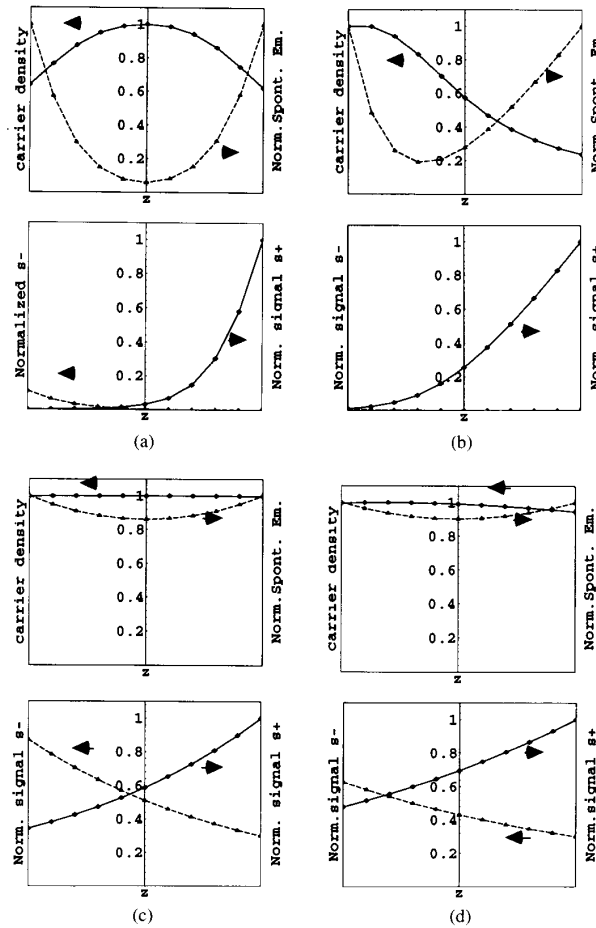 carrier density
1
0.8
0.6
0.4
0.2
z
Norm.Spont. Em.
carrier density
1
0.8
0.6
0.4
0.2
z
Norm.Spont. Em.
Normalized s-
1
0.8
0.6
0.4
0.2
z
Norm. signal s+
(a)
Norm. signal s-
1
0.8
0.6
0.4
0.2
z
Norm. signal s+
(b)
carrier density
1
0.8
0.6
0.4
0.2
z
Norm.Spont. Em.
carrier density
1
0.8
0.6
0.4
0.2
z
Norm.Spont. Em.
Norm. signal s-
1
0.8
0.6
0.4
0.2
z
Norm. signal s+
(c)
Norm.signal s-
1
0.8
0.6
0.4
0.2
z
Norm.signal s+
(d)